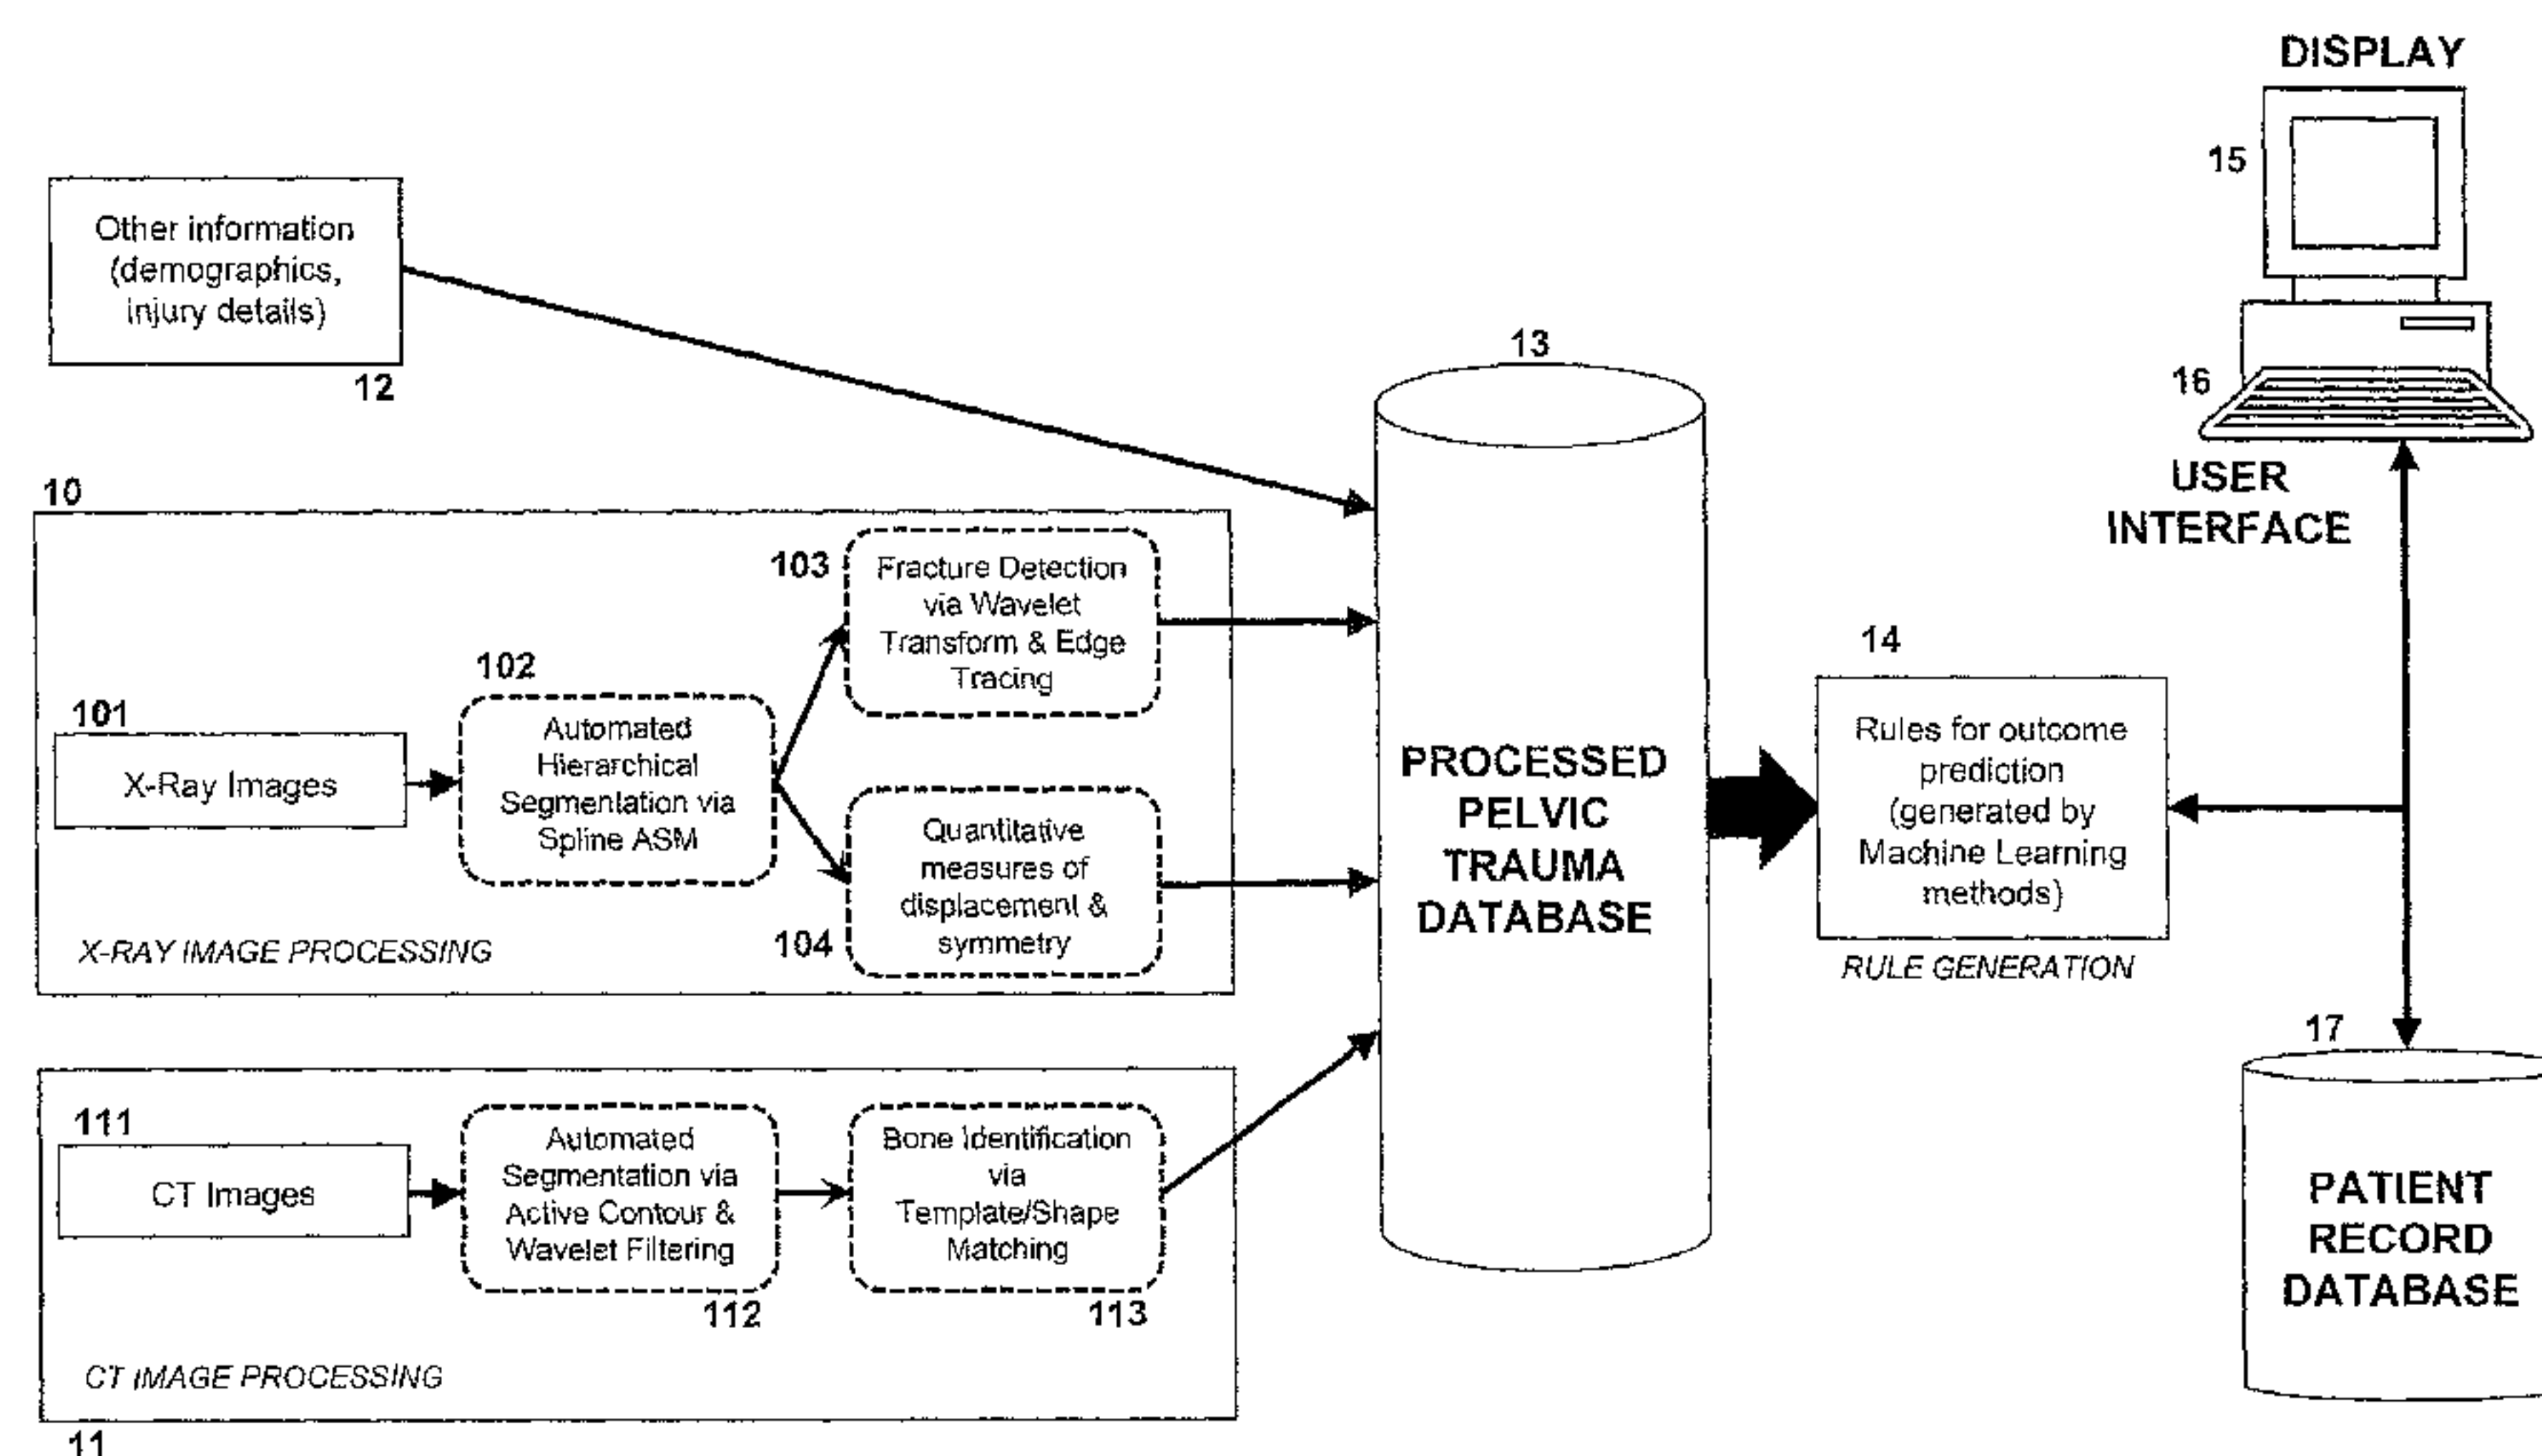 DISPLAY
15
16
USER
INTERFACE
Other information
(demographics,
injury details)
12
13
PROCESSED
PELVIC
TRAUMA
DATABASE
10
103
Fracture Detection
via Wavelet
Transform & Edge
Tracing
102
Automated
Hierarchical
Segmentation via
Spline ASM
101
X-Ray Images
Quantitative
measures of
displacement &
symmetry
104
X-RAY IMAGE PROCESSING
14
Rules for outcome
prediction
(generated by
Machine Learning
methods)
RULE GENERATION
17
PATIENT
RECORD
DATABASE
111
CT Images
Automated
Segmentation via
Active Contour &
Wavelet Filtering
112
Bone Identification
via
Template/Shape
Matching
113
CT IMAGE PROCESSING
11